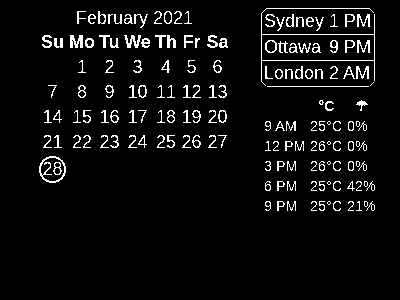 February 2021
Su Mo Tu We Th Fr Sa
1 2 3 4 5 6
7 8 9 10 11 12 13
14 15 16 17 18 19 20
21 22 23 24 25 26 27
28
Sydney 1 PM
Ottawa 9 PM
London 2 AM
°C
9 AM 25°C 0%
12 PM 26°C 0%
3 PM 26°C 0%
6 PM 25°C 42%
9 PM 25°C 21%